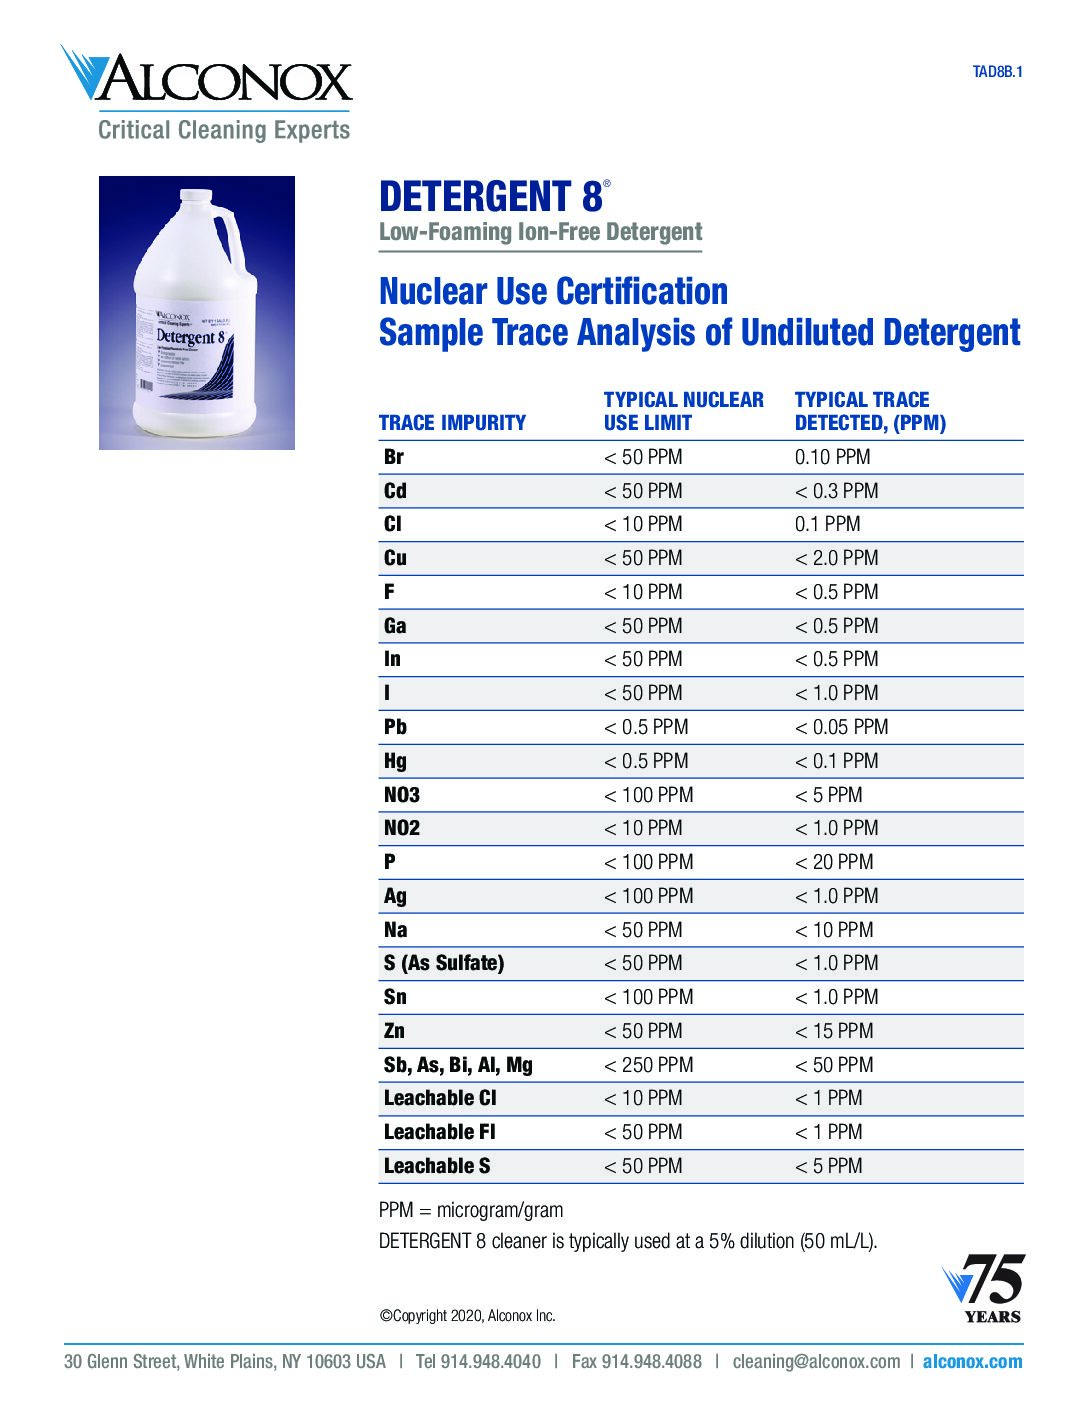 ALCONOX
Critical Cleaning Experts
TAD8B.1
ALCONOX
Detergent 8
DETERGENT 8®
Low-Foaming Ion-Free Detergent
Nuclear Use Certification
Sample Trace Analysis of Undiluted Detergent
TRACE IMPURITY TYPICAL NUCLEAR USE LIMIT TYPICAL TRACE DETECTED, (PPM)
Br < 50 PPM 0.10 PPM
Cd < 50 PPM < 0.3 PPM
Cl < 10 PPM 0.1 PPM
Cu < 50 PPM < 2.0 PPM
F < 10 PPM < 0.5 PPM
Ga < 50 PPM < 0.5 PPM
In < 50 PPM < 0.5 PPM
I < 50 PPM < 1.0 PPM
Pb < 0.5 PPM < 0.05 PPM
Hg < 0.5 PPM < 0.1 PPM
NO3 < 100 PPM < 5 PPM
NO2 < 10 PPM < 1.0 PPM
P < 100 PPM < 20 PPM
Ag < 100 PPM < 1.0 PPM
Na < 50 PPM < 10 PPM
S (As Sulfate) < 50 PPM < 1.0 PPM
Sn < 100 PPM < 1.0 PPM
Zn < 50 PPM < 15 PPM
Sb, As, Bi, Al, Mg < 250 PPM < 50 PPM
Leachable Cl < 10 PPM < 1 PPM
Leachable Fl < 50 PPM < 1 PPM
Leachable S < 50 PPM < 5 PPM
PPM = microgram/gram
DETERGENT 8 cleaner is typically used at a 5% dilution (50 mL/L).
75
YEARS
©Copyright 2020, Alconox Inc.
30 Glenn Street, White Plains, NY 10603 USA | Tel 914.948.4040 | Fax 914.948.4088 | cleaning@alconox.com | alconox.com